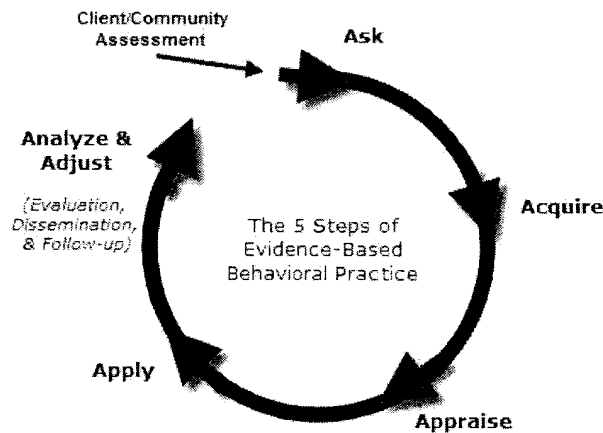 Client/Community
Assessment
Ask
Acquire
Appraise
Apply
Analyze &
Adjust
(Evaluation,
Dissemination,
& Follow-up)
The 5 Steps of
Evidence-Based
Behavioral Practice